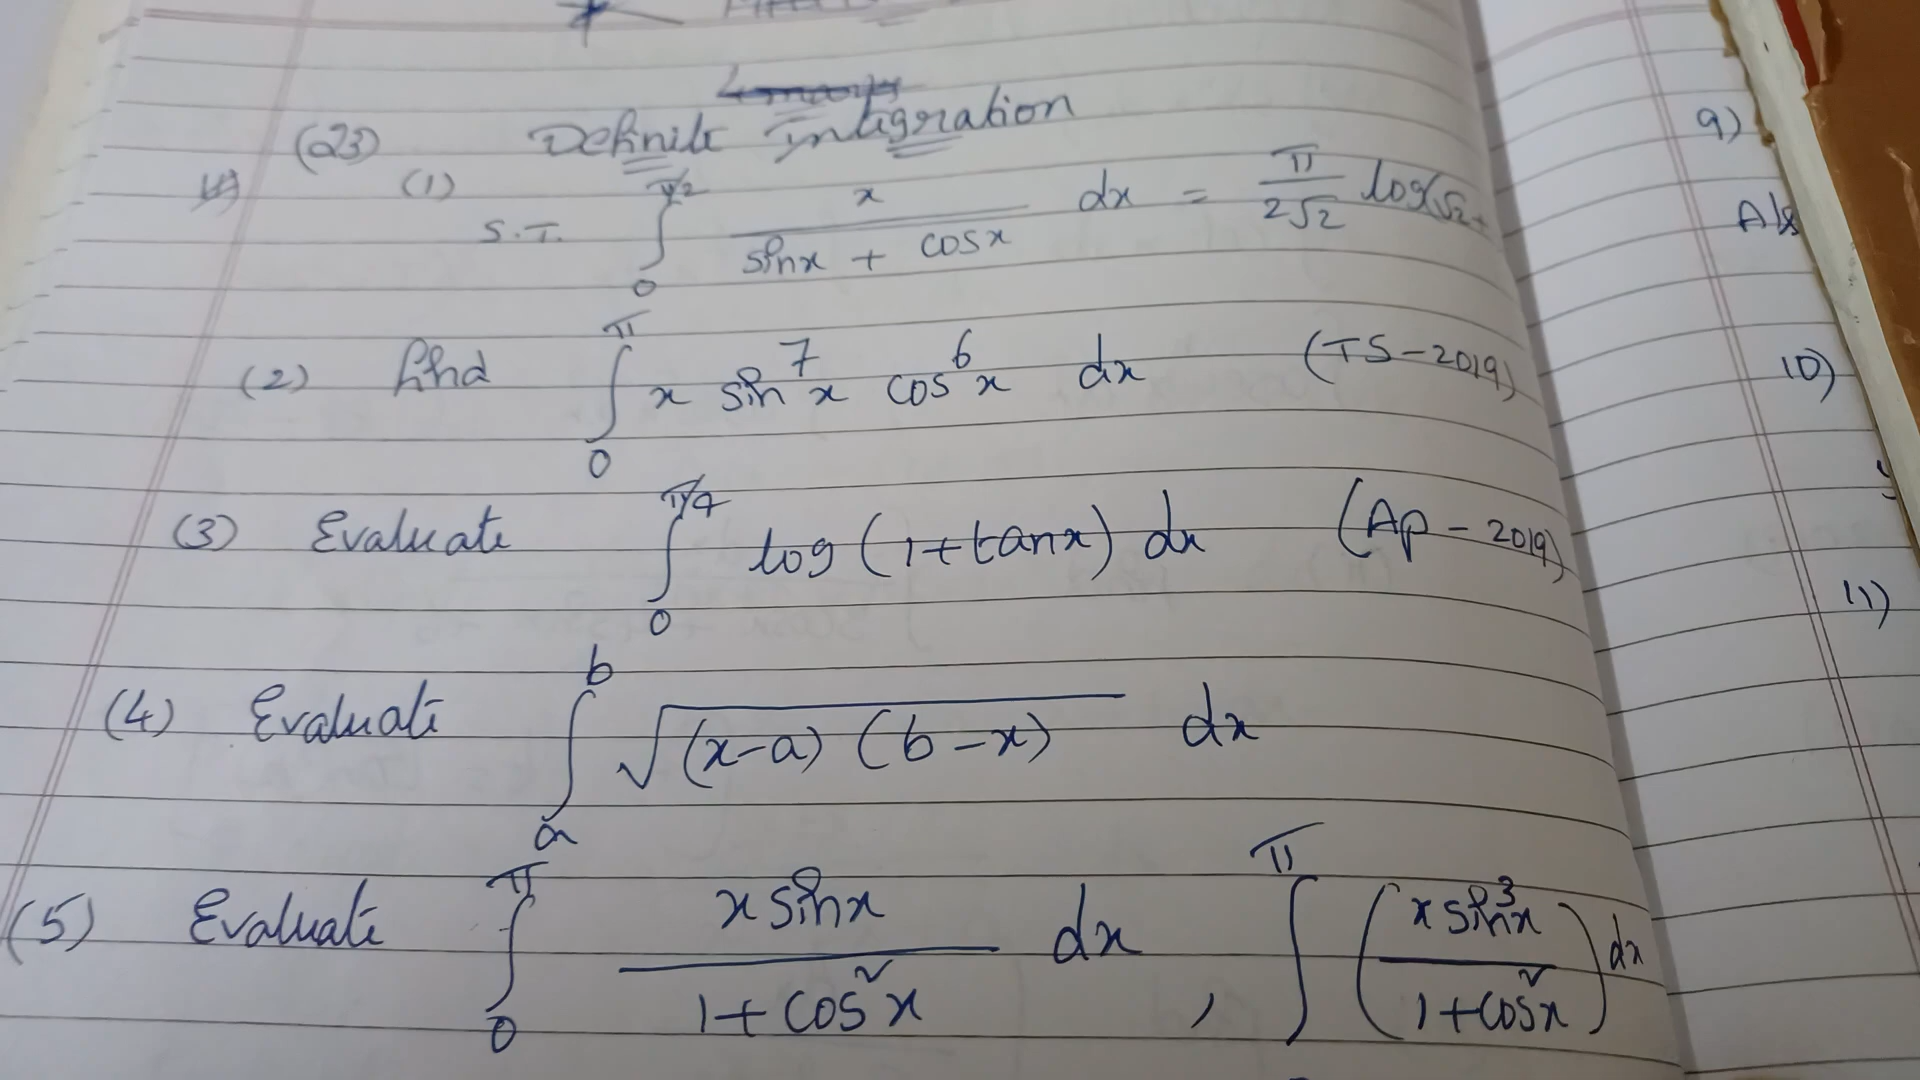 (23) Definite Intigration
(1) S.T. ∫₀^{π/2} x / (sinx + cosx) dx = π/(2√2) log(√2+
(2) find ∫₀^π x sin⁷x cos⁶x dx (TS-2019)
(3) Evaluate ∫₀^{π/4} log(1+tanx) dx (AP-2019)
(4) Evaluate ∫ₐ^b √((x-a)(b-x)) dx
(5) Evaluate ∫₀^π x sinx / (1+cos²x) dx , ∫^π (x sin³x / (1+cos²x)) dx
9)
10)
11)